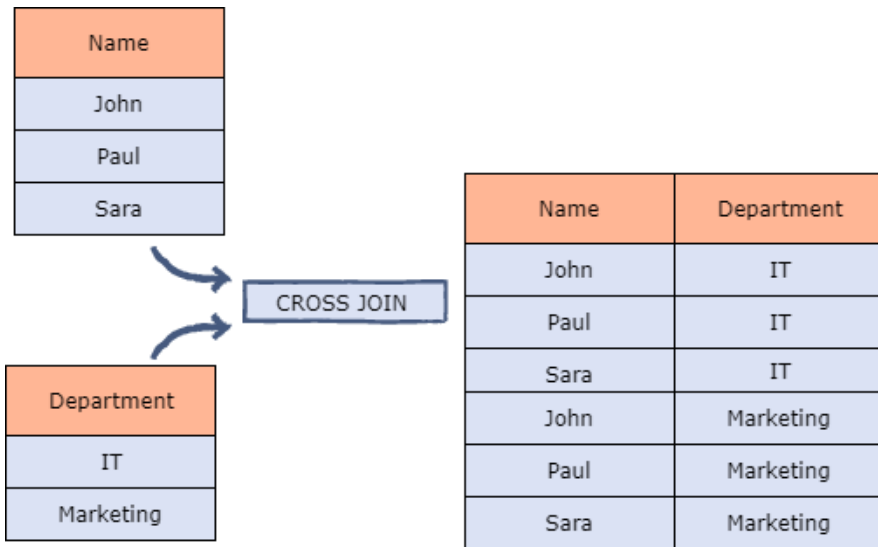 Name
John
Paul
Sara
Department
IT
Marketing
CROSS JOIN
Name Department
John IT
Paul IT
Sara IT
John Marketing
Paul Marketing
Sara Marketing